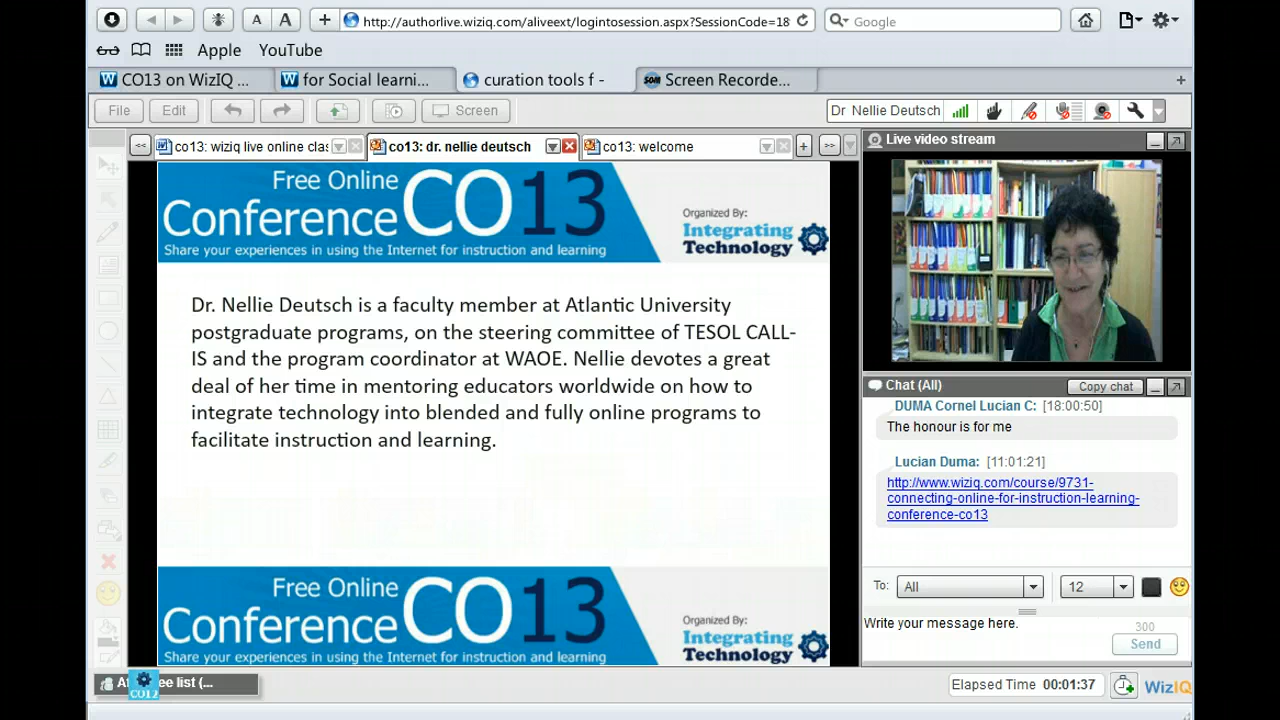 A A + http://authorlive.wiziq.com/aliveext/logintosession.aspx?SessionCode=18 Google
Apple YouTube
CO13 on WizIQ ... for Social learni... curation tools f - SOM Screen Recorde... +
File Edit Screen Dr Nellie Deutsch
<< co13: wiziq live online clas co13: dr. nellie deutsch co13: welcome + >>
Live video stream
Free Online
Conference CO13
Share your experiences in using the Internet for instruction and learning
Organized By:
Integrating
Technology
Dr. Nellie Deutsch is a faculty member at Atlantic University
postgraduate programs, on the steering committee of TESOL CALL-
IS and the program coordinator at WAOE. Nellie devotes a great
deal of her time in mentoring educators worldwide on how to
integrate technology into blended and fully online programs to
facilitate instruction and learning.
Free Online
Conference CO13
Share your experiences in using the Internet for instruction and learning
Organized By:
Integrating
Technology
Chat (All) Copy chat
DUMA Cornel Lucian C: [18:00:50]
The honour is for me
Lucian Duma: [11:01:21]
http://www.wiziq.com/course/9731-
connecting-online-for-instruction-learning-
conference-co13
To: All 12
Write your message here.
300
Send
ee list (...
CO12
Elapsed Time 00:01:37 WizIQ